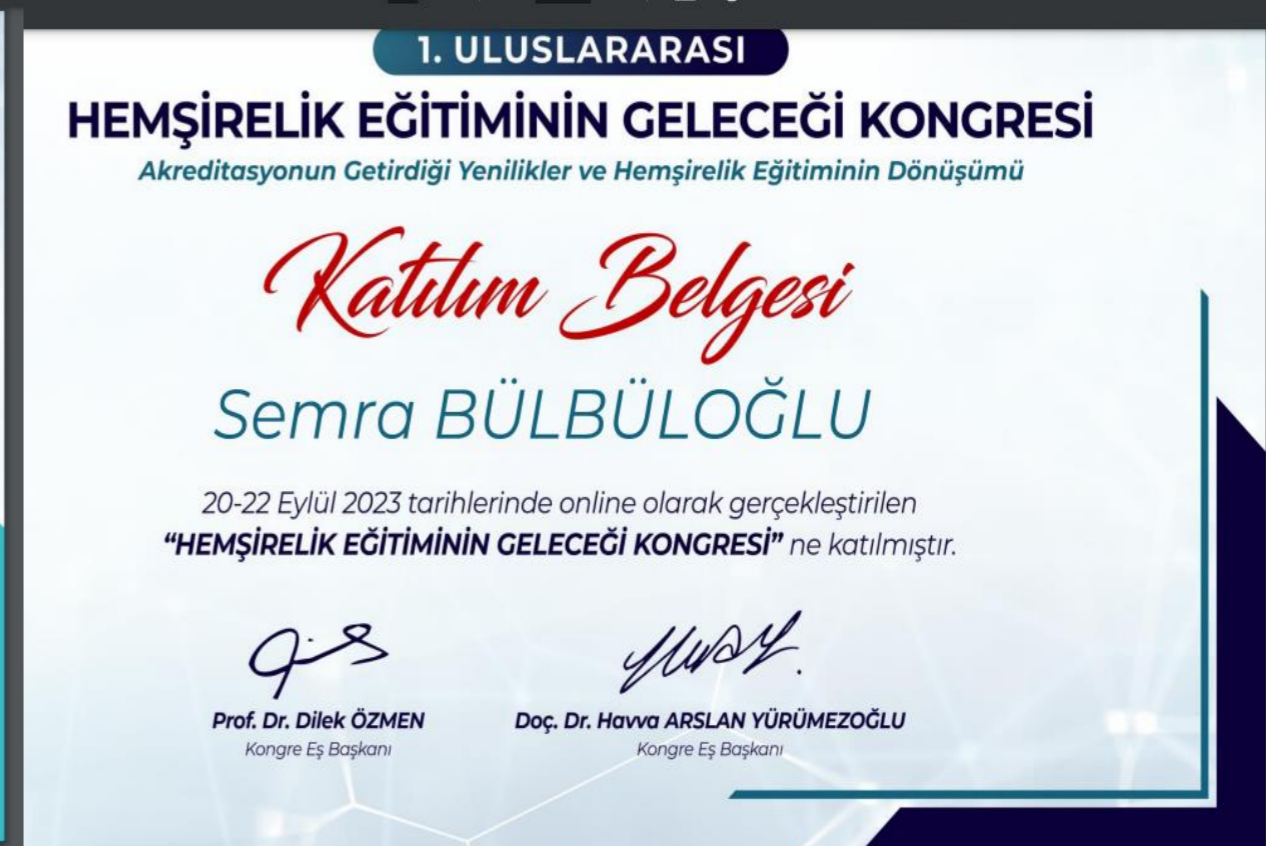 1. ULUSLARARASI
HEMŞİRELİK EĞİTİMİNİN GELECEĞİ KONGRESİ
Akreditasyonun Getirdiği Yenilikler ve Hemşirelik Eğitiminin Dönüşümü
Katılım Belgesi
Semra BÜLBÜLOĞLU
20-22 Eylül 2023 tarihlerinde online olarak gerçekleştirilen
“HEMŞİRELİK EĞİTİMİNİN GELECEĞİ KONGRESİ” ne katılmıştır.
Prof. Dr. Dilek ÖZMEN Doç. Dr. Havva ARSLAN YÜRÜMEZOĞLU
Kongre Eş Başkanı Kongre Eş Başkanı